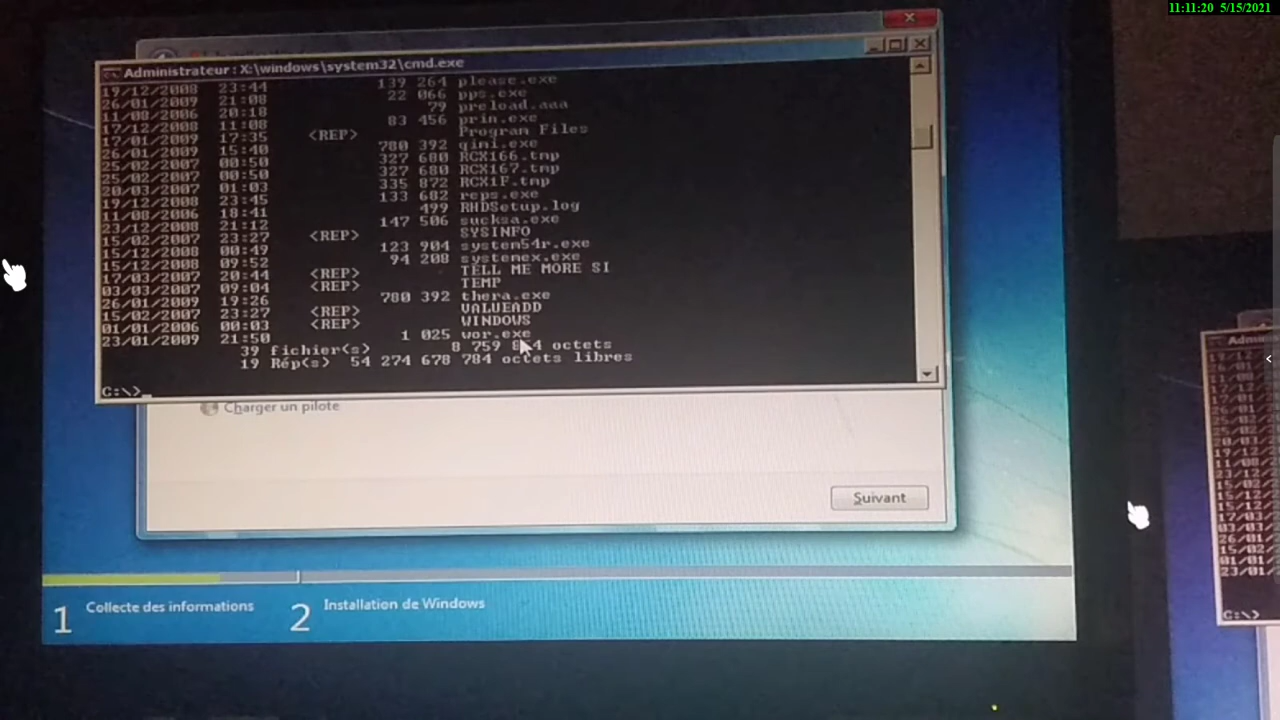 11:11:20 5/15/2021
Administrateur : X:\windows\system32\cmd.exe
19/12/2008 23:44 139 264 please.exe
26/01/2009 21:08 22 066 pps.exe
11/08/2006 20:18 79 preload.aaa
17/12/2008 11:08 83 456 prin.exe
17/01/2009 17:35 <REP> Program Files
26/01/2009 15:40 780 392 qimi.exe
25/02/2007 00:50 327 680 RCX166.tmp
25/02/2007 00:50 327 680 RCX167.tmp
20/03/2007 01:03 335 872 RCX1F.tmp
19/12/2008 23:45 133 682 reps.exe
11/08/2006 18:41 499 RHDSetup.log
23/12/2008 21:12 147 506 sucksa.exe
15/02/2007 23:27 <REP> SYSINFO
15/12/2008 00:49 123 904 system54r.exe
15/12/2008 09:52 94 208 systemex.exe
17/03/2007 20:44 <REP> TELL ME MORE SI
03/03/2007 09:04 <REP> TEMP
26/01/2009 19:26 780 392 thera.exe
15/02/2007 23:27 <REP> VALUEADD
01/01/2006 00:03 <REP> WINDOWS
23/01/2009 21:50 1 025 wor.exe
39 fichier(s) 8 759 octets
19 Rép(s) 54 274 678 784 octets libres
C:\>_
Charger un pilote
Suivant
1 Collecte des informations
2 Installation de Windows
C:\>